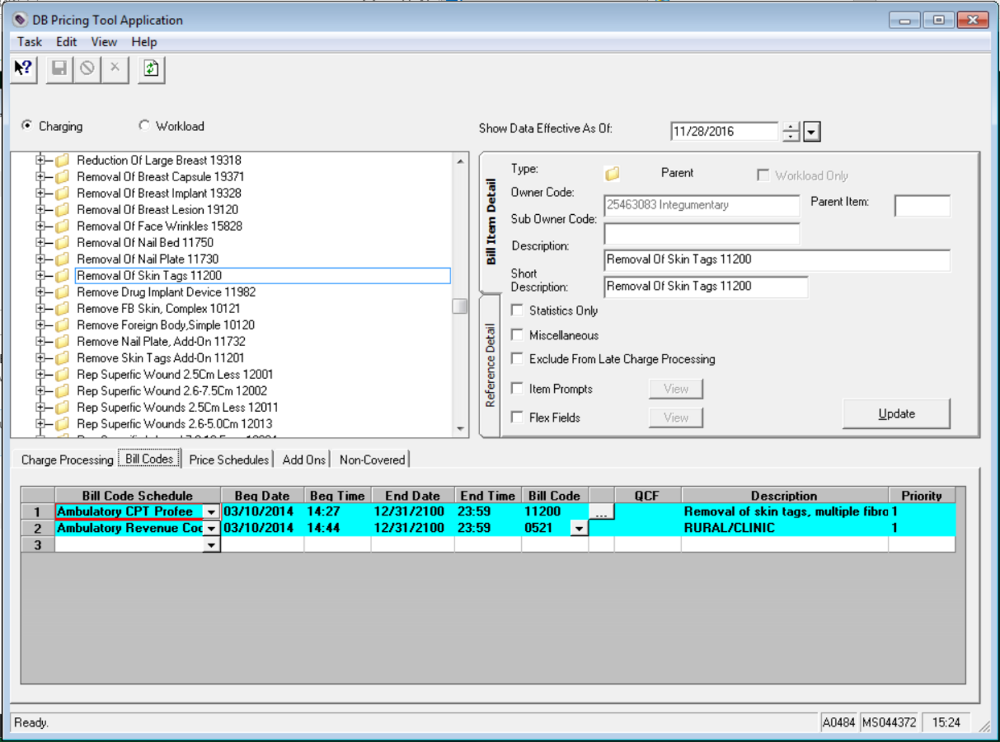 DB Pricing Tool Application
Task Edit View Help
Charging Workload
Show Data Effective As Of: 11/28/2016
Reduction Of Large Breast 19318
Removal Of Breast Capsule 19371
Removal Of Breast Implant 19328
Removal Of Breast Lesion 19120
Removal Of Face Wrinkles 15828
Removal Of Nail Bed 11750
Removal Of Nail Plate 11730
Removal Of Skin Tags 11200
Remove Drug Implant Device 11982
Remove FB Skin, Complex 10121
Remove Foreign Body,Simple 10120
Remove Nail Plate, Add-On 11732
Remove Skin Tags Add-On 11201
Rep Superfic Wound 2.5Cm Less 12001
Rep Superfic Wound 2.6-7.5Cm 12002
Rep Superfic Wounds 2.5Cm Less 12011
Rep Superfic Wounds 2.6-5.0Cm 12013
Bill Item Detail
Reference Detail
Type: Parent Workload Only
Owner Code: 25463083 Integumentary Parent Item:
Sub Owner Code:
Description: Removal Of Skin Tags 11200
Short
Description: Removal Of Skin Tags 11200
Statistics Only
Miscellaneous
Exclude From Late Charge Processing
Item Prompts View
Flex Fields View
Update
Charge Processing Bill Codes Price Schedules Add Ons Non-Covered
Bill Code Schedule Beg Date Beg Time End Date End Time Bill Code QCF Description Priority
1 Ambulatory CPT Profee 03/10/2014 14:27 12/31/2100 23:59 11200 ... Removal of skin tags, multiple fibro 1
2 Ambulatory Revenue Coc 03/10/2014 14:44 12/31/2100 23:59 0521 RURAL/CLINIC 1
3
Ready. A0484 MS044372 15:24